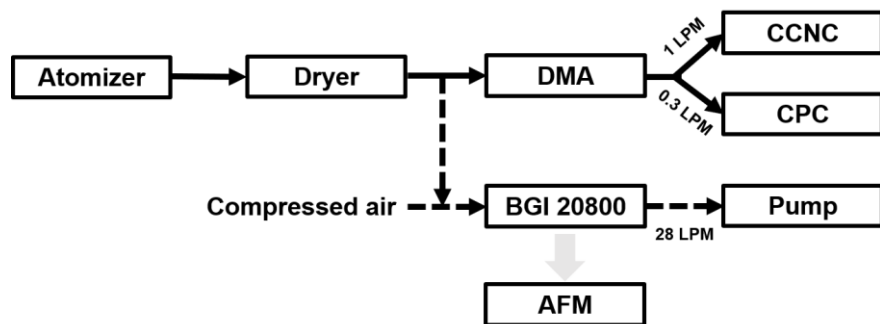 1 LPM
CCNC
Atomizer
Dryer
DMA
0.3 LPM
CPC
Compressed air
BGI 20800
28 LPM
Pump
AFM